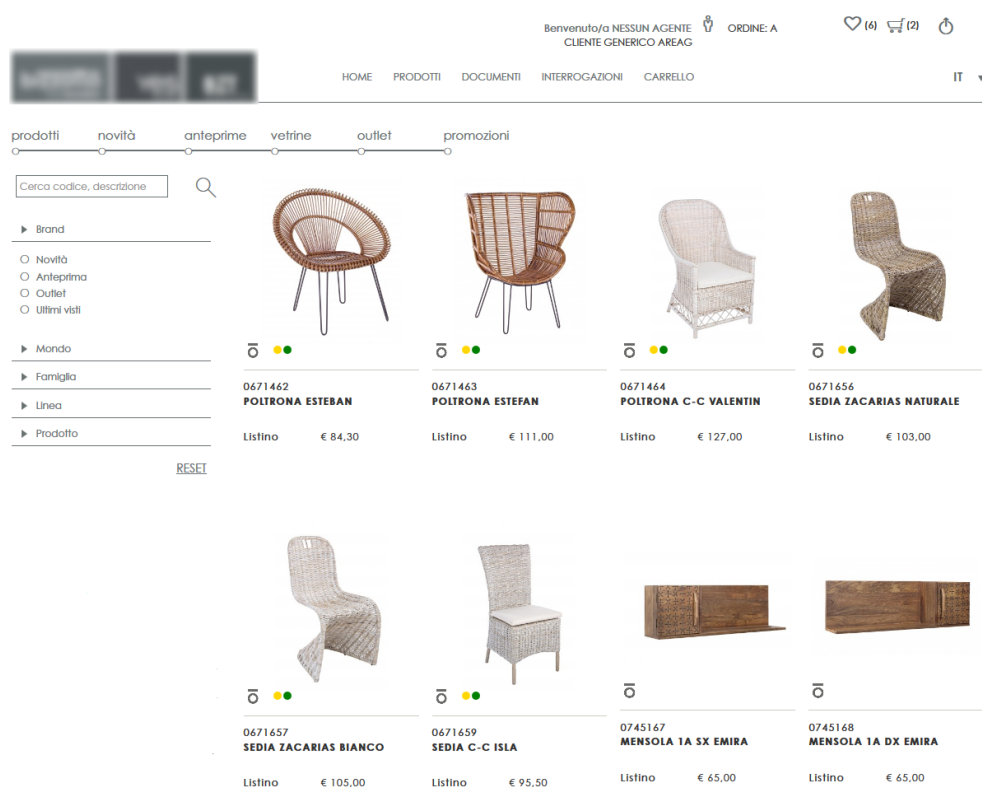 Benvenuto/a NESSUN AGENTE
CLIENTE GENERICO AREAG
ORDINE: A
(6) (2)
HOME PRODOTTI DOCUMENTI INTERROGAZIONI CARRELLO
IT
prodotti novità anteprime vetrine outlet promozioni
Cerca codice, descrizione
Brand
Novità
Anteprima
Outlet
Ultimi visti
Mondo
Famiglia
Linea
Prodotto
RESET
0671462
POLTRONA ESTEBAN
Listino € 84,30
0671463
POLTRONA ESTEFAN
Listino € 111,00
0671464
POLTRONA C-C VALENTIN
Listino € 127,00
0671656
SEDIA ZACARIAS NATURALE
Listino € 103,00
0671657
SEDIA ZACARIAS BIANCO
Listino € 105,00
0671659
SEDIA C-C ISLA
Listino € 95,50
0745167
MENSOLA 1A SX EMIRA
Listino € 65,00
0745168
MENSOLA 1A DX EMIRA
Listino € 65,00